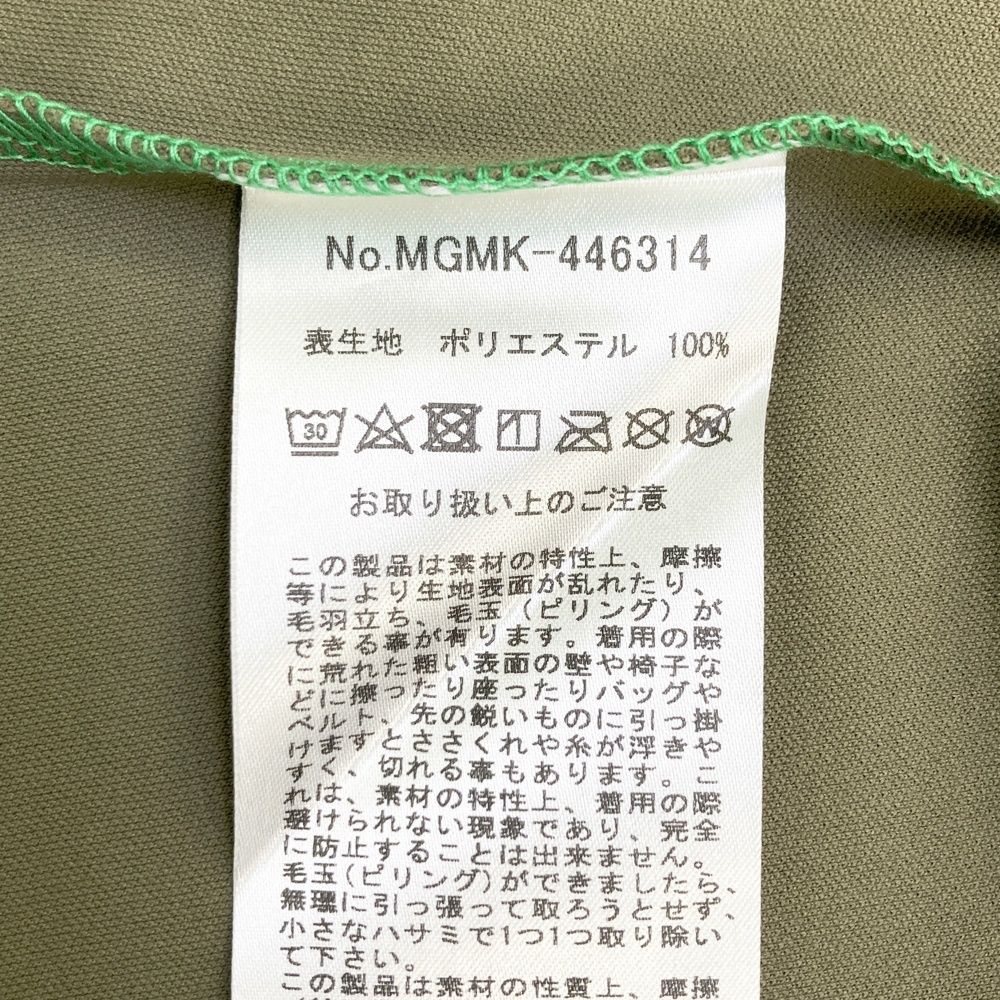 No.MGMK-446314
表生地 ポリエステル 100%
30
W
お取り扱い上のご注意
この製品は素材の特性上、摩擦
等により生地表面が乱れたり、
毛羽立ち、毛玉(ピリング)が
できる事が有ります。着用の際
に荒れた粗い表面の壁や椅子な
どに擦ったり座ったりバッグや
ベルト、先の鋭いものに引っ掛
けますとささくれや糸が浮きや
すく、切れる事もあります。こ
れは、素材の特性上、着用の際
避けられない現象であり、完全
に防止することは出来ません。
毛玉(ピリング)ができましたら、
無理に引っ張って取ろうとせず、
小さなハサミで1つ1つ取り除い
て下さい。
この製品は素材の性質上、摩擦